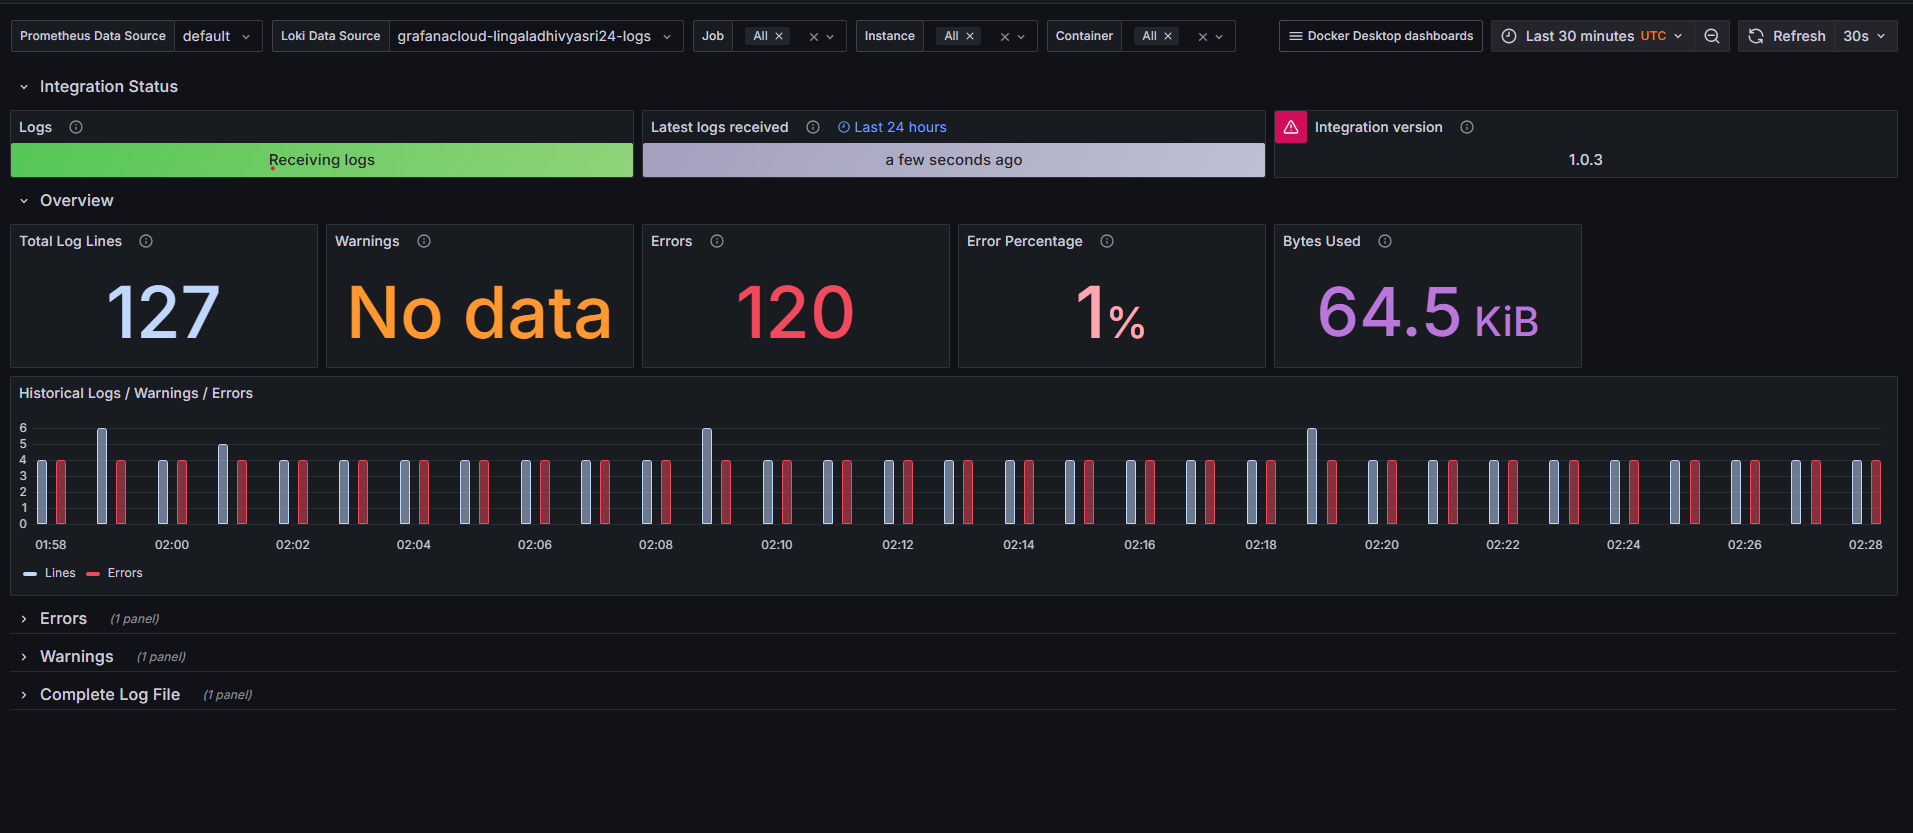 Prometheus Data Source default Loki Data Source grafanacloud-lingaladhivyasri24-logs Job All Instance All Container All Docker Desktop dashboards Last 30 minutes UTC Refresh 30s
Integration Status
Logs Latest logs received Last 24 hours Integration version
Receiving logs a few seconds ago 1.0.3
Overview
Total Log Lines Warnings Errors Error Percentage Bytes Used
127 No data 120 1% 64.5 KiB
Historical Logs / Warnings / Errors
6
5
4
3
2
1
0
01:58 02:00 02:02 02:04 02:06 02:08 02:10 02:12 02:14 02:16 02:18 02:20 02:22 02:24 02:26 02:28
Lines Errors
Errors (1 panel)
Warnings (1 panel)
Complete Log File (1 panel)